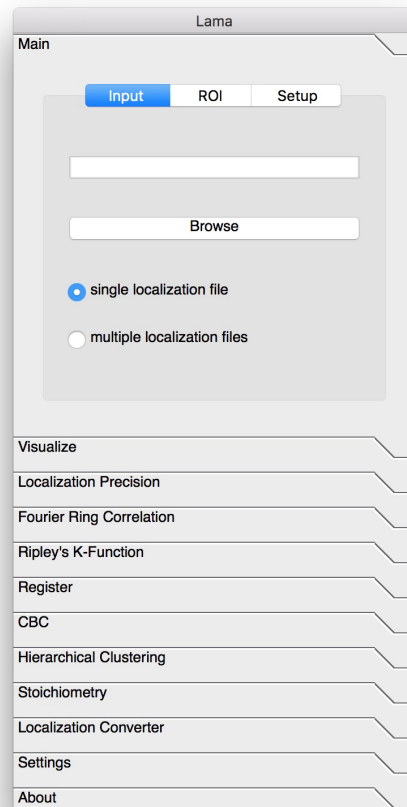 Lama
Main
Input ROI Setup
Browse
single localization file
multiple localization files
Visualize
Localization Precision
Fourier Ring Correlation
Ripley's K-Function
Register
CBC
Hierarchical Clustering
Stoichiometry
Localization Converter
Settings
About